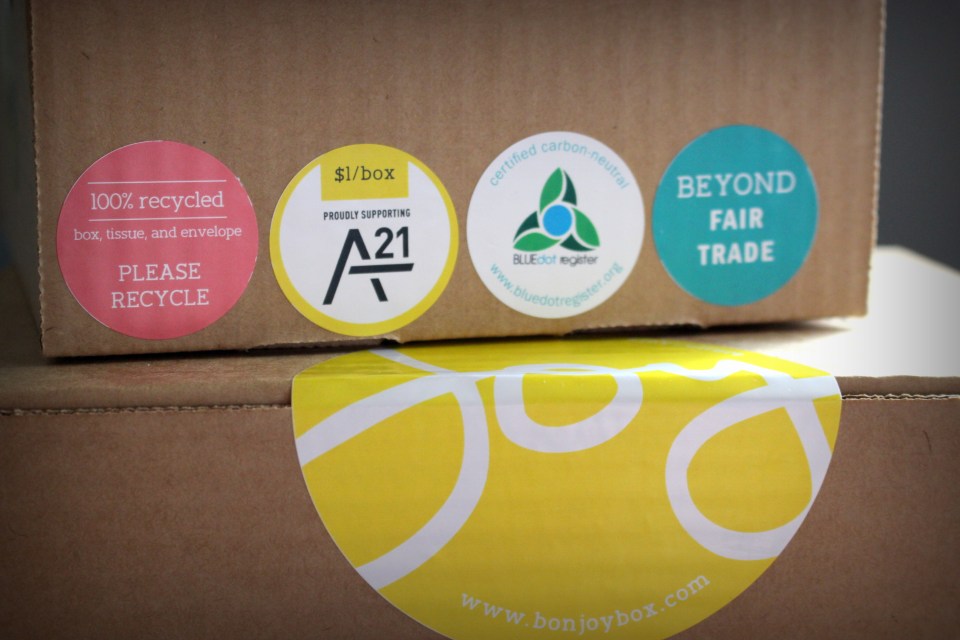 100% recycled
box, tissue, and envelope
PLEASE
RECYCLE
$1/box
PROUDLY SUPPORTING
A21
certified carbon-neutral
BLUEdot register
www.bluedotregister.org
BEYOND
FAIR
TRADE
joy
www.bonjoybox.com